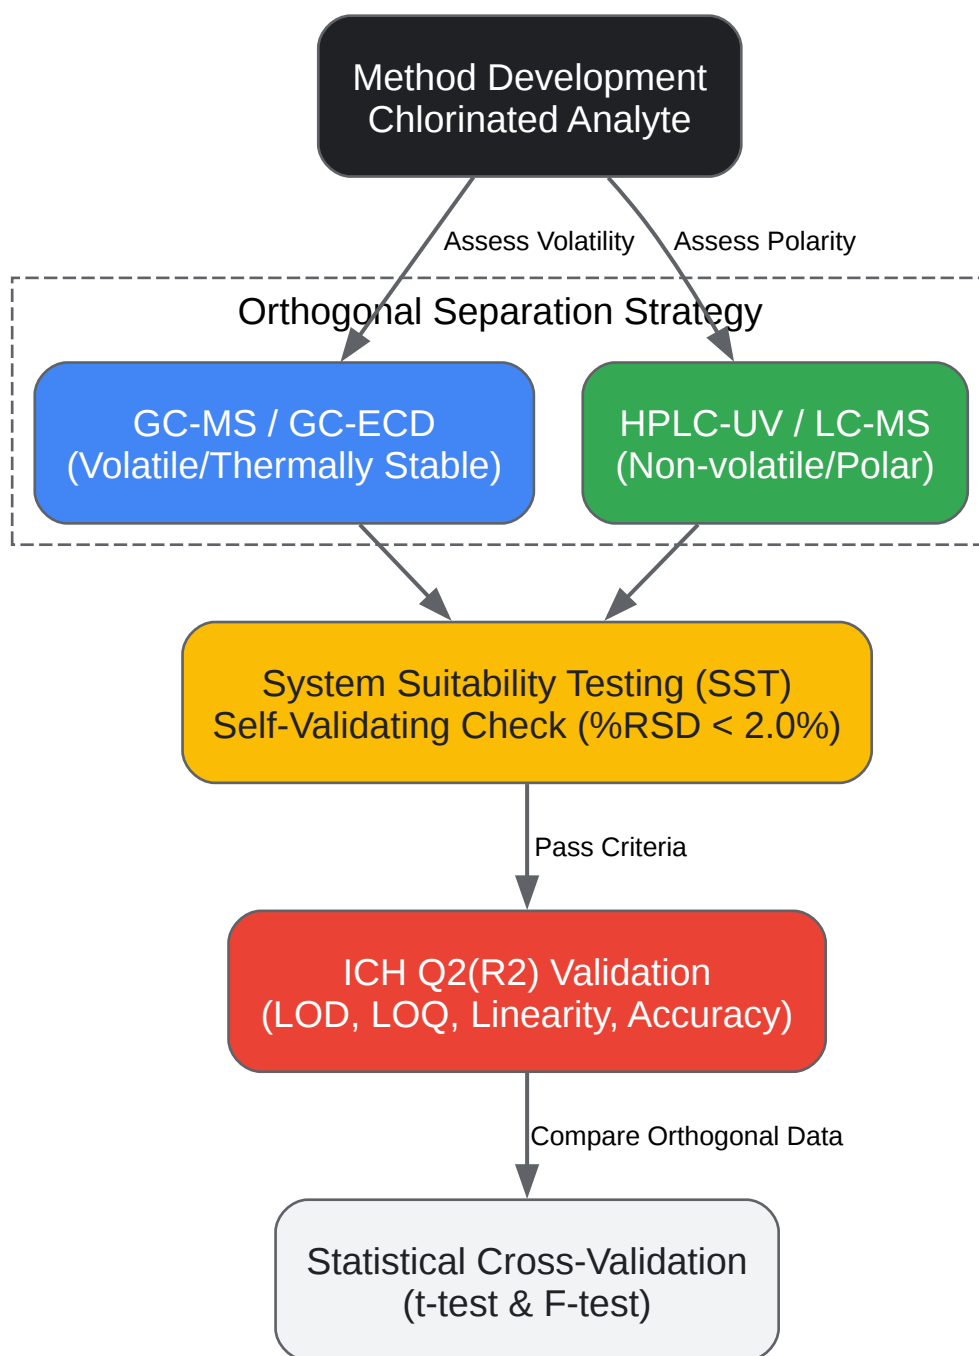 Method Development
Chlorinated Analyte
Assess Volatility
Assess Polarity
Orthogonal Separation Strategy
GC-MS / GC-ECD
(Volatile/Thermally Stable)
HPLC-UV / LC-MS
(Non-volatile/Polar)
System Suitability Testing (SST)
Self-Validating Check (%RSD < 2.0%)
Pass Criteria
ICH Q2(R2) Validation
(LOD, LOQ, Linearity, Accuracy)
Compare Orthogonal Data
Statistical Cross-Validation
(t-test & F-test)